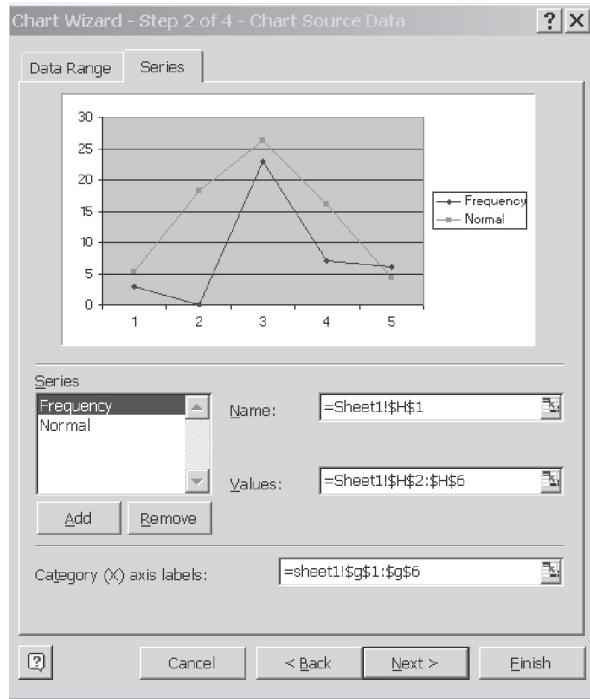 Chart Wizard - Step 2 of 4 - Chart Source Data
Data Range
Series
30
25
20
15
10
5
0
1 2 3 4 5
Frequency
Normal
Series
Frequency
Normal
Name:
=Sheet1!$H$1
Values:
=Sheet1!$H$2:$H$6
Add
Remove
Category (X) axis labels:
=sheet1!$g$1:$g$6
Cancel
< Back
Next >
Finish